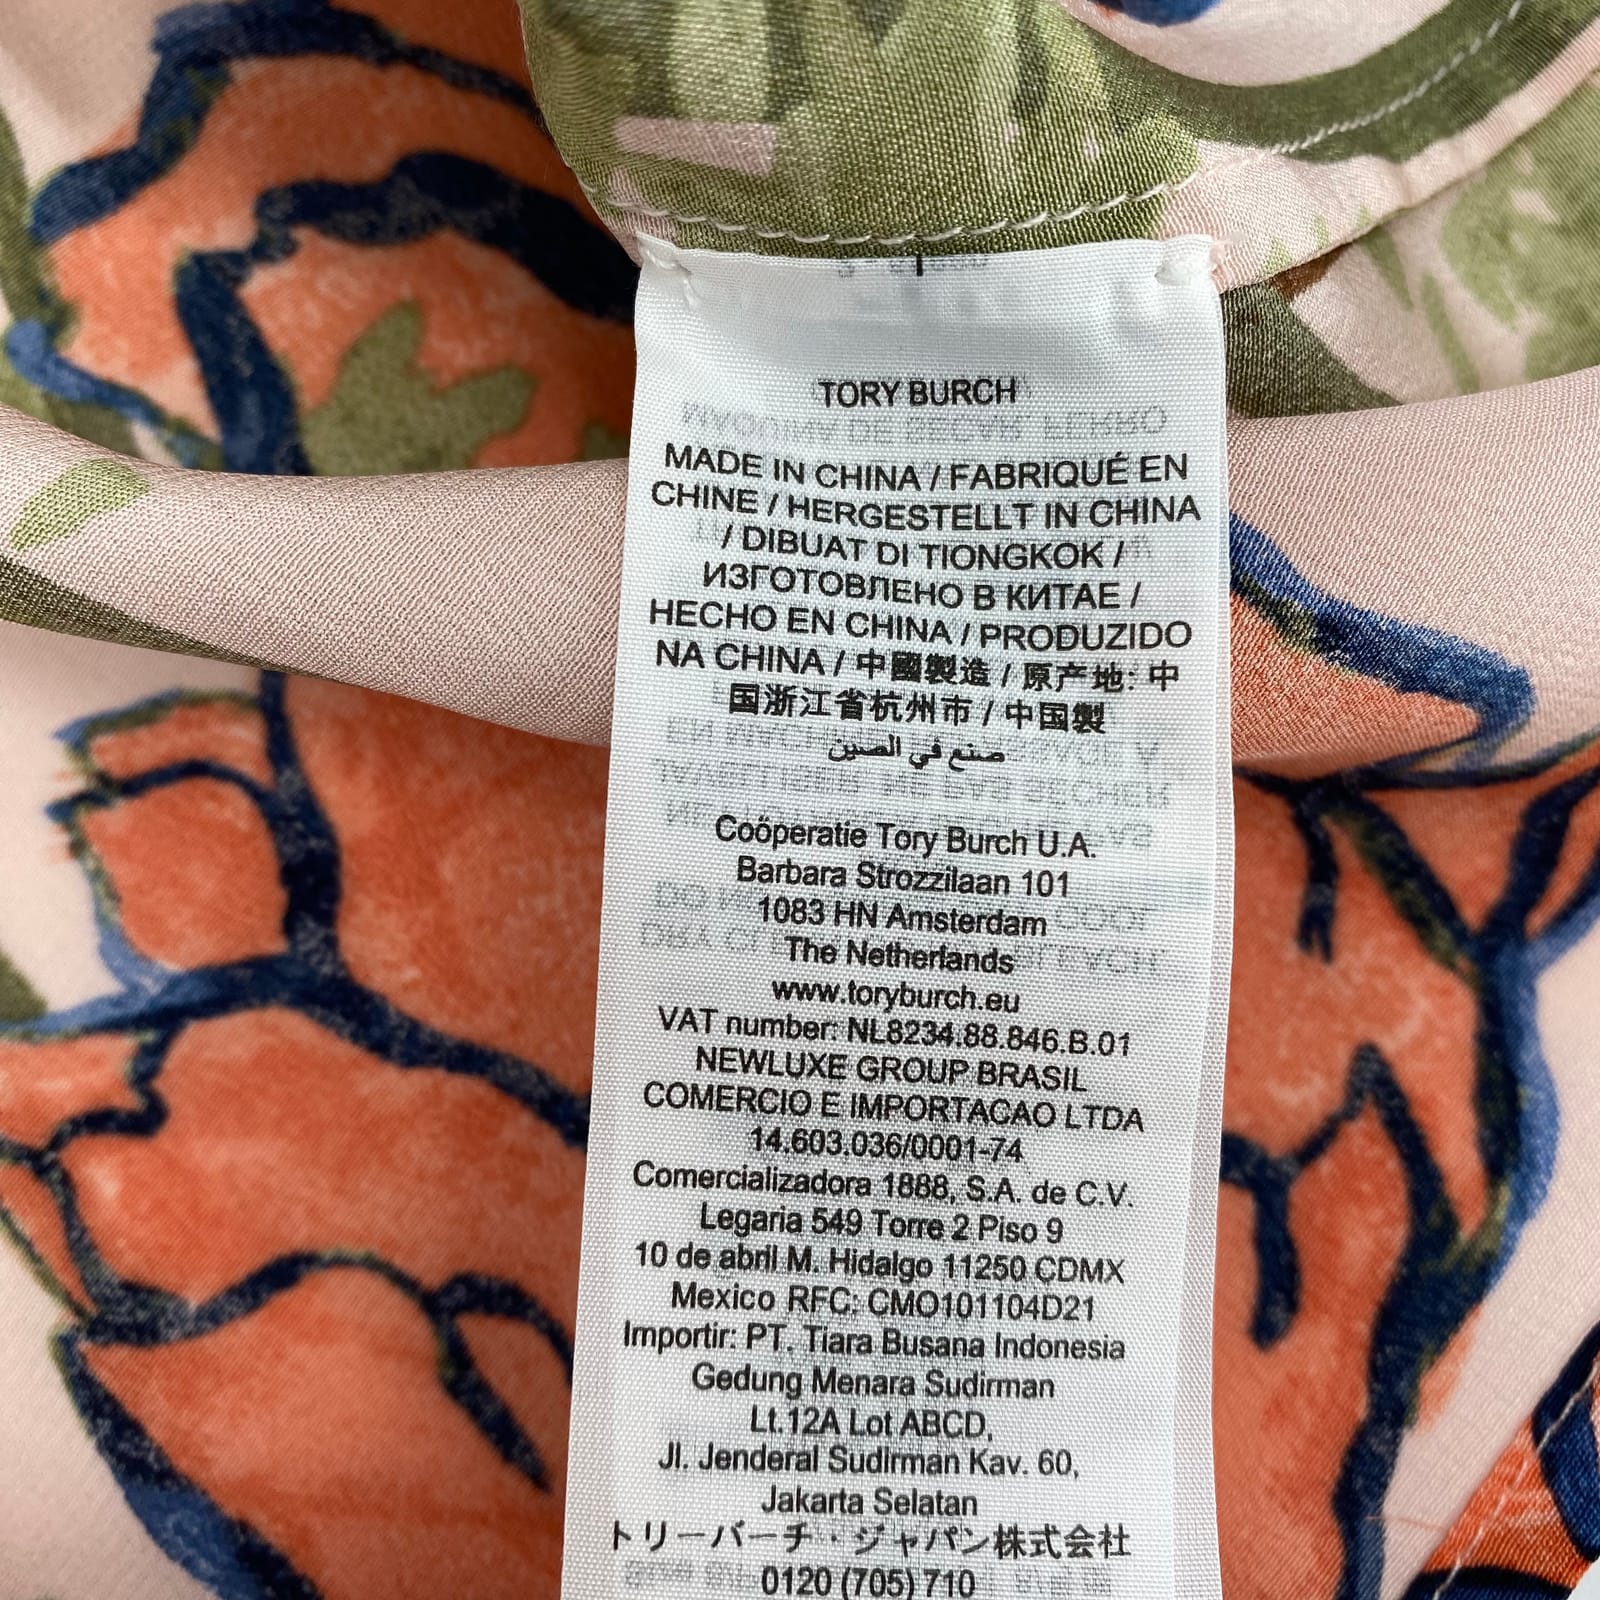 TORY BURCH
MADE IN CHINA / FABRIQUÉ EN
CHINE / HERGESTELLT IN CHINA
/ DIBUAT DI TIONGKOK /
ИЗГОТОВЛЕНО В КИТАЕ /
HECHO EN CHINA / PRODUZIDO
NA CHINA / 中國製造 / 原产地: 中
国浙江省杭州市 / 中国製
صنع في الصين
Coöperatie Tory Burch U.A.
Barbara Strozzilaan 101
1083 HN Amsterdam
The Netherlands
www.toryburch.eu
VAT number: NL8234.88.846.B.01
NEWLUXE GROUP BRASIL
COMERCIO E IMPORTACAO LTDA
14.603.036/0001-74
Comercializadora 1888, S.A. de C.V.
Legaria 549 Torre 2 Piso 9
10 de abril M. Hidalgo 11250 CDMX
Mexico RFC: CMO101104D21
Importir: PT. Tiara Busana Indonesia
Gedung Menara Sudirman
Lt.12A Lot ABCD,
Jl. Jenderal Sudirman Kav. 60,
Jakarta Selatan
トリーバーチ・ジャパン株式会社
0120 (705) 710